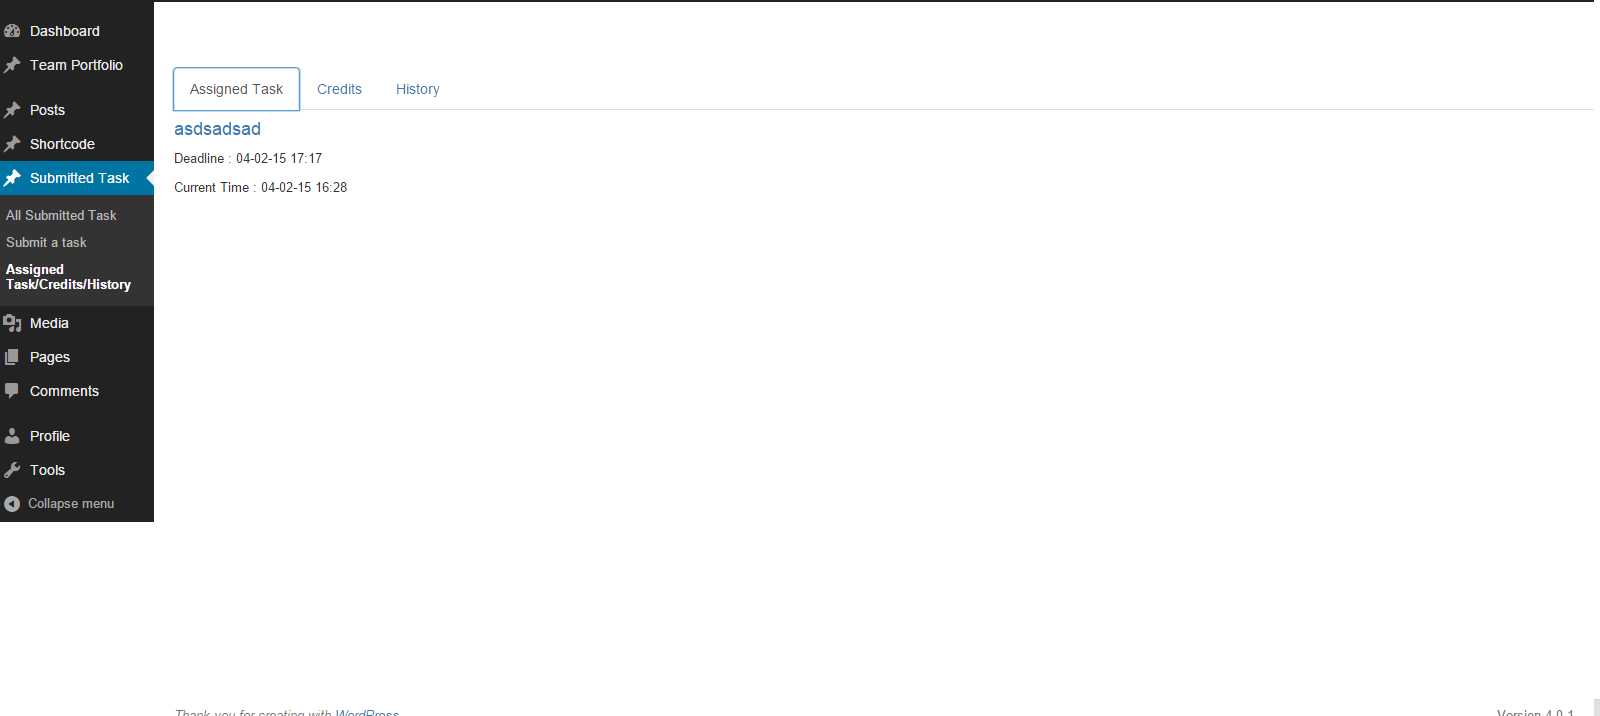 Dashboard
Team Portfolio
Posts
Shortcode
Submitted Task
All Submitted Task
Submit a task
Assigned
Task/Credits/History
Media
Pages
Comments
Profile
Tools
Collapse menu
Assigned Task Credits History
asdsadsad
Deadline : 04-02-15 17:17
Current Time : 04-02-15 16:28
Thank you for creating with WordPress.
Version 4.0.1